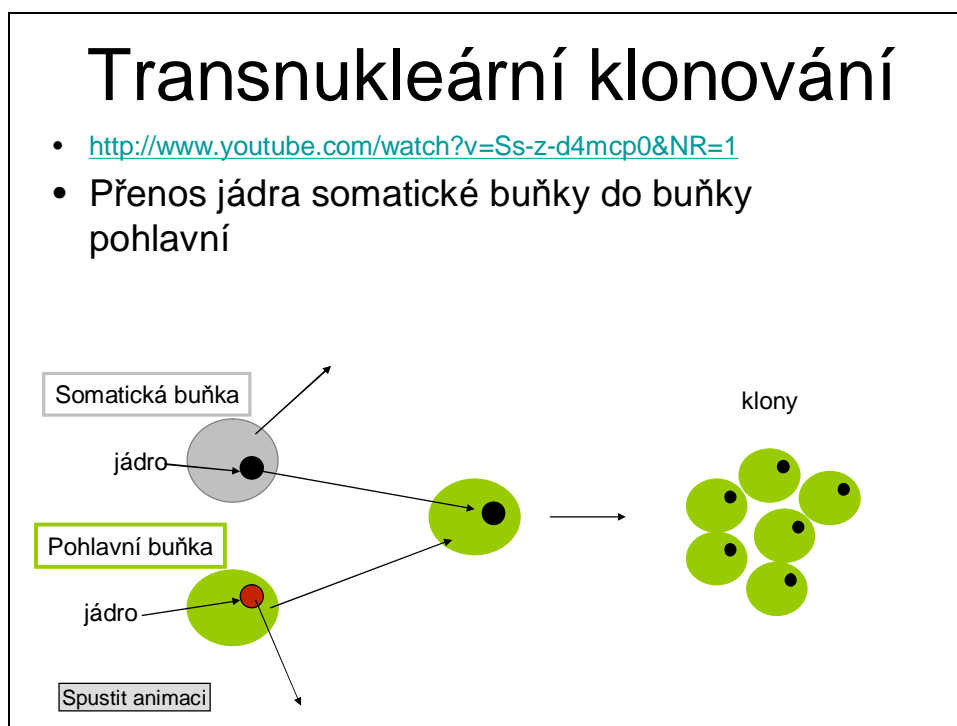 Transnukleární klonování
• http://www.youtube.com/watch?v=Ss-z-d4mcp0&NR=1
• Přenos jádra somatické buňky do buňky
pohlavní
Somatická buňka
klony
jádro
Pohlavní buňka
jádro
Spustit animaci